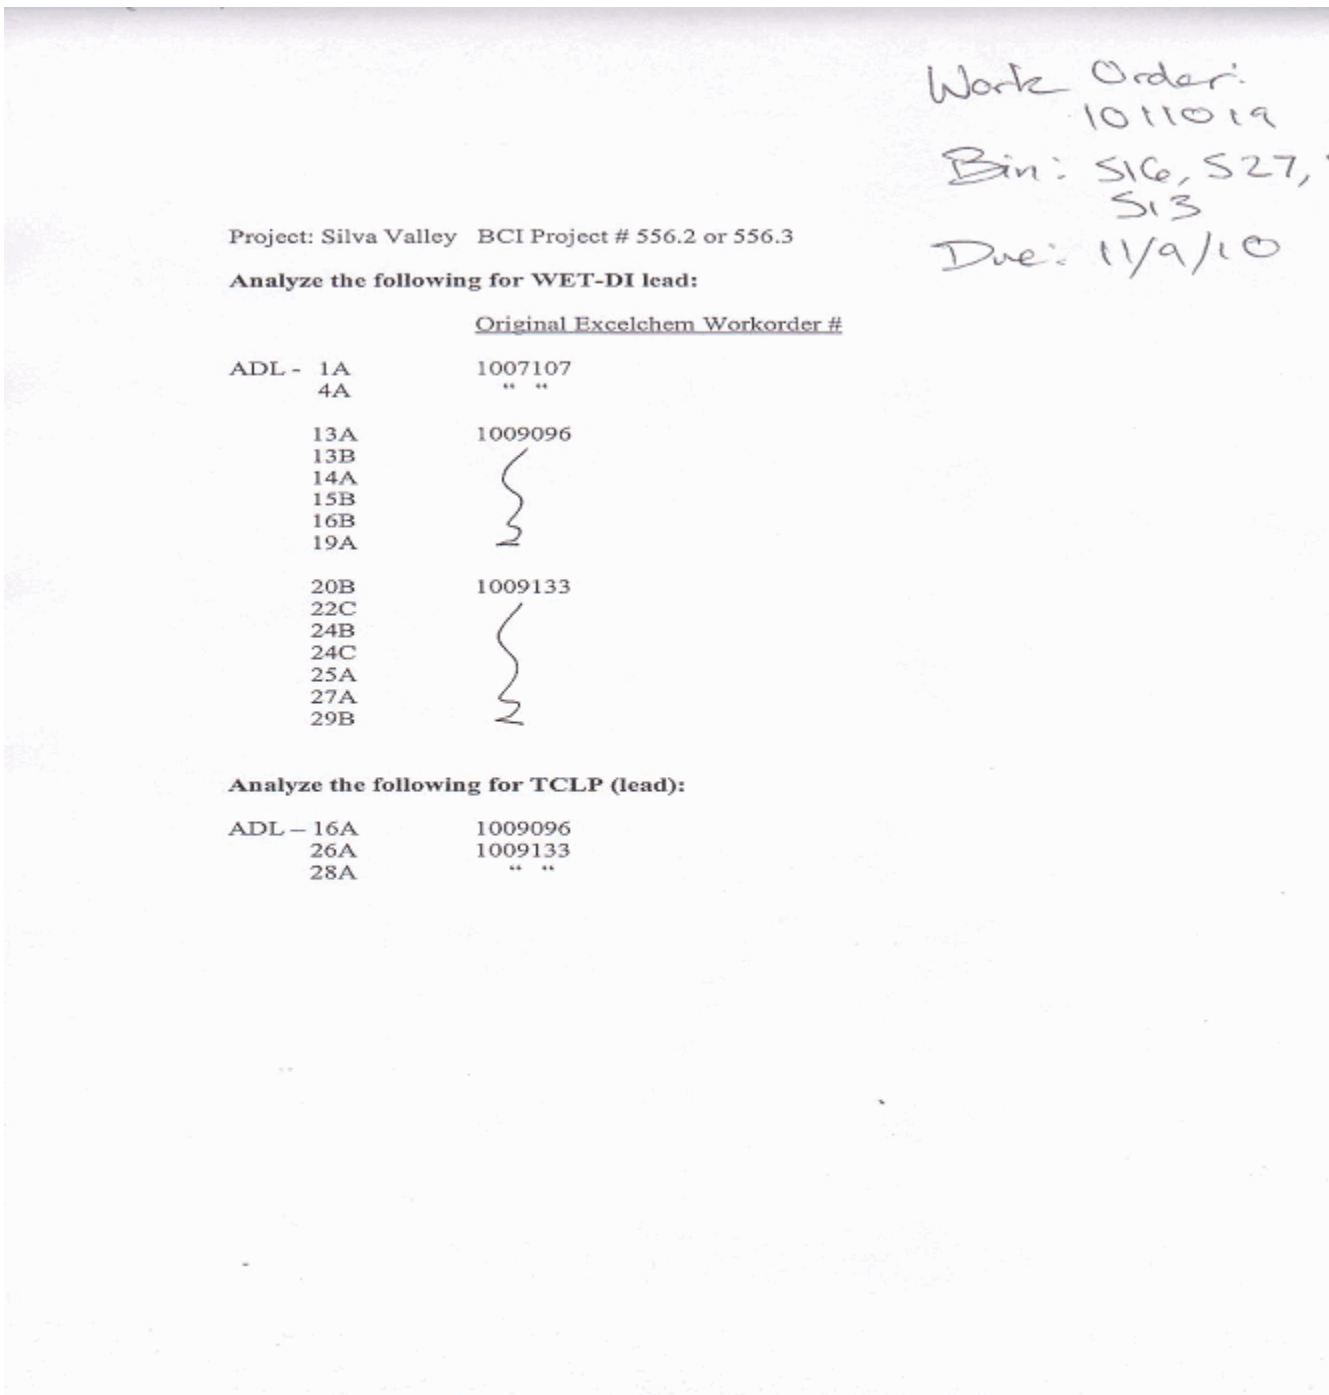 Work Order:
1011019
Bin: S16, S27,
S13
Due: 11/9/10
Project: Silva Valley BCI Project # 556.2 or 556.3
Analyze the following for WET-DI lead:
Original Excelchem Workorder #
ADL - 1A 1007107
4A “ “
13A 1009096
13B
14A
15B
16B
19A
20B 1009133
22C
24B
24C
25A
27A
29B
Analyze the following for TCLP (lead):
ADL – 16A 1009096
26A 1009133
28A “ “